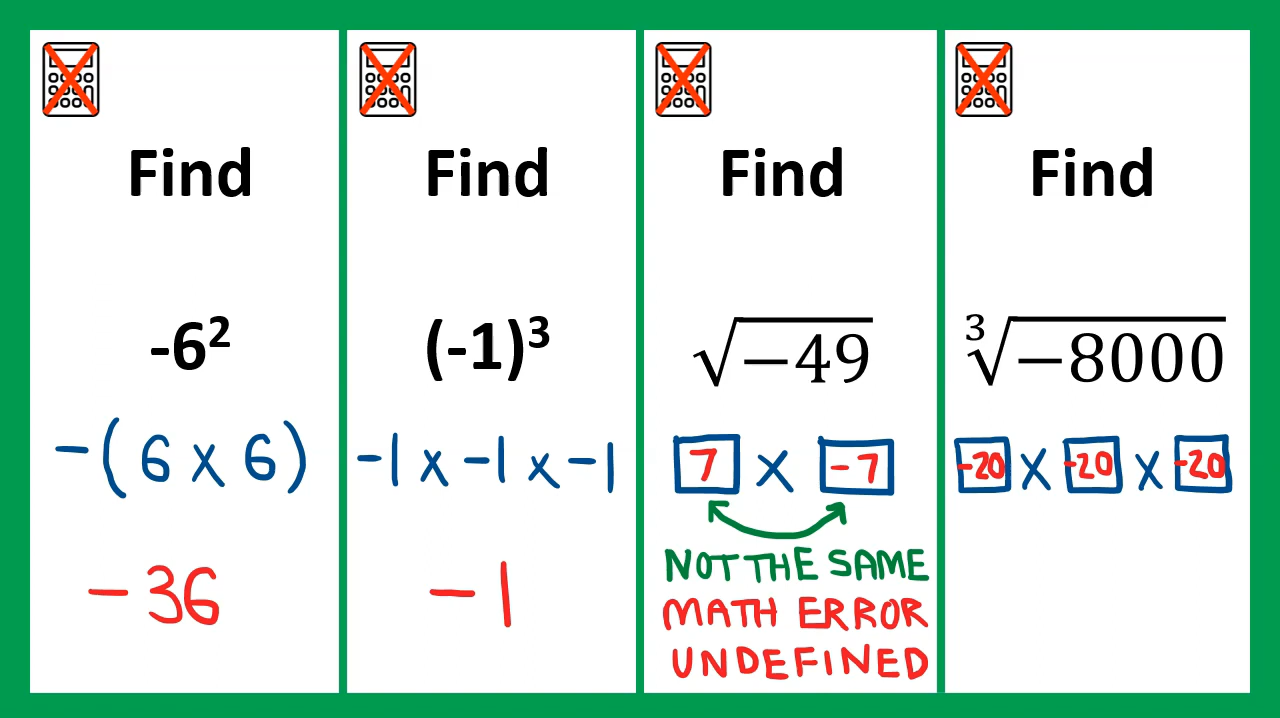 Find
-6²
-(6 x 6)
-36
Find
(-1)³
-1 x -1 x -1
-1
Find
√-49
7 x -7
NOT THE SAME
MATH ERROR
UNDEFINED
Find
³√-8000
-20 x -20 x -20